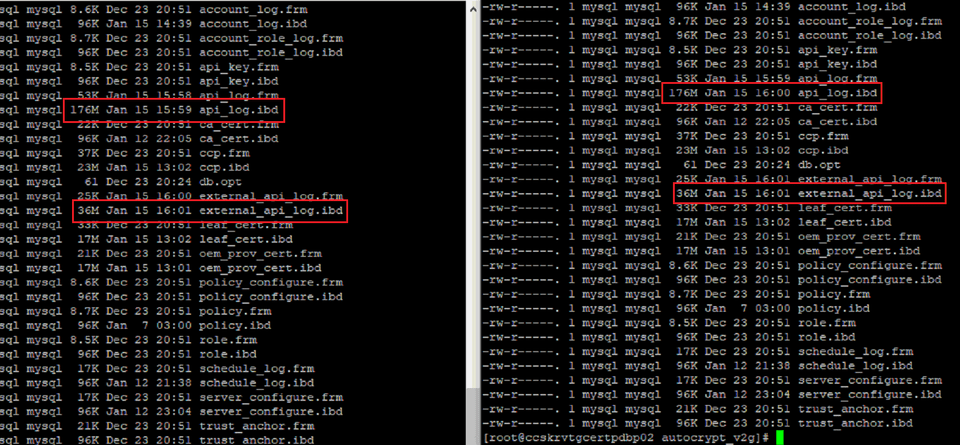 sql mysql 8.6K Dec 23 20:51 account_log.frm
sql mysql 96K Jan 15 14:39 account_log.ibd
sql mysql 8.7K Dec 23 20:51 account_role_log.frm
sql mysql 96K Dec 23 20:51 account_role_log.ibd
sql mysql 8.5K Dec 23 20:51 api_key.frm
sql mysql 96K Dec 23 20:51 api_key.ibd
sql mysql 53K Jan 15 15:58 api_log.frm
sql mysql 176M Jan 15 15:59 api_log.ibd
sql mysql 22K Dec 23 20:51 ca_cert.frm
sql mysql 96K Jan 12 22:05 ca_cert.ibd
sql mysql 37K Dec 23 20:51 ccp.frm
sql mysql 23M Jan 15 13:02 ccp.ibd
sql mysql 61 Dec 23 20:24 db.opt
sql mysql 25K Jan 15 16:00 external_api_log.frm
sql mysql 36M Jan 15 16:01 external_api_log.ibd
sql mysql 33K Dec 23 20:51 leaf_cert.frm
sql mysql 17M Jan 15 13:02 leaf_cert.ibd
sql mysql 21K Dec 23 20:51 oem_prov_cert.frm
sql mysql 17M Jan 15 13:01 oem_prov_cert.ibd
sql mysql 8.6K Dec 23 20:51 policy_configure.frm
sql mysql 96K Dec 23 20:51 policy_configure.ibd
sql mysql 8.7K Dec 23 20:51 policy.frm
sql mysql 96K Jan 7 03:00 policy.ibd
sql mysql 8.5K Dec 23 20:51 role.frm
sql mysql 96K Dec 23 20:51 role.ibd
sql mysql 17K Dec 23 20:51 schedule_log.frm
sql mysql 96K Jan 12 21:38 schedule_log.ibd
sql mysql 17K Dec 23 20:51 server_configure.frm
sql mysql 96K Jan 12 23:04 server_configure.ibd
sql mysql 21K Dec 23 20:51 trust_anchor.frm
sql mysql 96K Dec 23 20:51 trust_anchor.ibd
-rw-r-----. 1 mysql mysql 96K Jan 15 14:39 account_log.ibd
-rw-r-----. 1 mysql mysql 8.7K Dec 23 20:51 account_role_log.frm
-rw-r-----. 1 mysql mysql 96K Dec 23 20:51 account_role_log.ibd
-rw-r-----. 1 mysql mysql 8.5K Dec 23 20:51 api_key.frm
-rw-r-----. 1 mysql mysql 96K Dec 23 20:51 api_key.ibd
-rw-r-----. 1 mysql mysql 53K Jan 15 15:59 api_log.frm
-rw-r-----. 1 mysql mysql 176M Jan 15 16:00 api_log.ibd
-rw-r-----. 1 mysql mysql 22K Dec 23 20:51 ca_cert.frm
-rw-r-----. 1 mysql mysql 96K Jan 12 22:05 ca_cert.ibd
-rw-r-----. 1 mysql mysql 37K Dec 23 20:51 ccp.frm
-rw-r-----. 1 mysql mysql 23M Jan 15 13:02 ccp.ibd
-rw-r-----. 1 mysql mysql 61 Dec 23 20:24 db.opt
-rw-r-----. 1 mysql mysql 25K Jan 15 16:01 external_api_log.frm
-rw-r-----. 1 mysql mysql 36M Jan 15 16:01 external_api_log.ibd
-rw-r-----. 1 mysql mysql 33K Dec 23 20:51 leaf_cert.frm
-rw-r-----. 1 mysql mysql 17M Jan 15 13:02 leaf_cert.ibd
-rw-r-----. 1 mysql mysql 21K Dec 23 20:51 oem_prov_cert.frm
-rw-r-----. 1 mysql mysql 17M Jan 15 13:01 oem_prov_cert.ibd
-rw-r-----. 1 mysql mysql 8.6K Dec 23 20:51 policy_configure.frm
-rw-r-----. 1 mysql mysql 96K Dec 23 20:51 policy_configure.ibd
-rw-r-----. 1 mysql mysql 8.7K Dec 23 20:51 policy.frm
-rw-r-----. 1 mysql mysql 96K Jan 7 03:00 policy.ibd
-rw-r-----. 1 mysql mysql 8.5K Dec 23 20:51 role.frm
-rw-r-----. 1 mysql mysql 96K Dec 23 20:51 role.ibd
-rw-r-----. 1 mysql mysql 17K Dec 23 20:51 schedule_log.frm
-rw-r-----. 1 mysql mysql 96K Jan 12 21:38 schedule_log.ibd
-rw-r-----. 1 mysql mysql 17K Dec 23 20:51 server_configure.frm
-rw-r-----. 1 mysql mysql 96K Jan 12 23:04 server_configure.ibd
-rw-r-----. 1 mysql mysql 21K Dec 23 20:51 trust_anchor.frm
-rw-r-----. 1 mysql mysql 96K Dec 23 20:51 trust_anchor.ibd
[root@ccskrvtgcertpdbp02 autocrypt_v2g]#